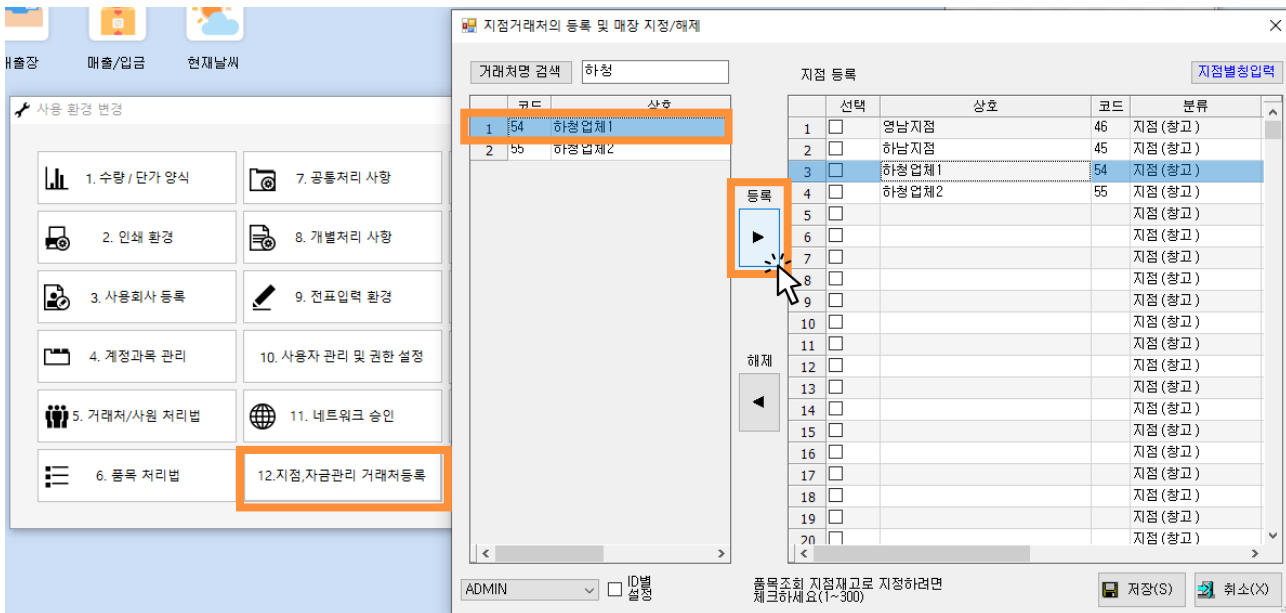 매출/입금
현재날씨
사용 환경 변경
1. 수량 / 단가 양식
7. 공통처리 사항
2. 인쇄 환경
8. 개별처리 사항
3. 사용회사 등록
9. 전표입력 환경
4. 계정과목 관리
10. 사용자 관리 및 권한 설정
5. 거래처/사원 처리법
11. 네트워크 승인
6. 품목 처리법
12.지점,자금관리 거래처등록
지점거래처의 등록 및 매장 지정/해제
거래처명 검색 하청
코드 상호
1 54 하청업체1
2 55 하청업체2
등록
해제
지점 등록
지점별칭입력
선택 상호 코드 분류
1 영남지점 46 지점(창고)
2 하남지점 45 지점(창고)
3 하청업체1 54 지점(창고)
4 하청업체2 55 지점(창고)
5 지점(창고)
6 지점(창고)
7 지점(창고)
8 지점(창고)
9 지점(창고)
10 지점(창고)
11 지점(창고)
12 지점(창고)
13 지점(창고)
14 지점(창고)
15 지점(창고)
16 지점(창고)
17 지점(창고)
18 지점(창고)
19 지점(창고)
20 지점(창고)
ADMIN
ID별
설정
품목조회 지점재고로 지정하려면
체크하세요(1~300)
저장(S)
취소(X)